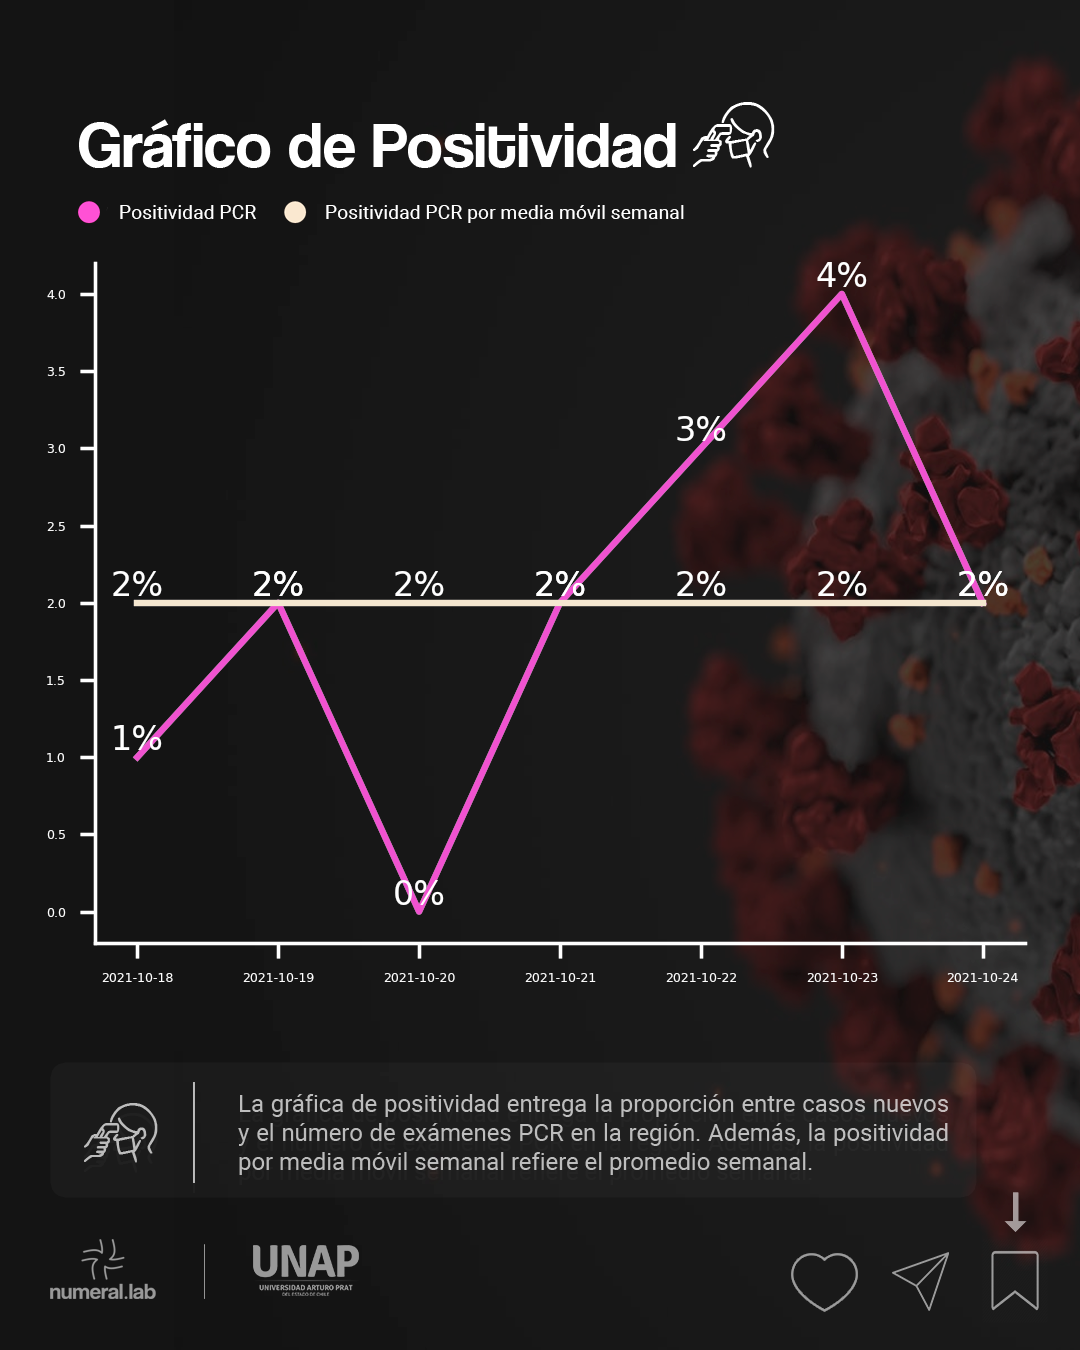 Gráfico de Positividad
Positividad PCR
Positividad PCR por media móvil semanal
4.0
3.5
3.0
2.5
2.0
1.5
1.0
0.5
0.0
4%
3%
2%
2%
2%
2%
2%
2%
2%
1%
0%
2021-10-18
2021-10-19
2021-10-20
2021-10-21
2021-10-22
2021-10-23
2021-10-24
La gráfica de positividad entrega la proporción entre casos nuevos
y el número de exámenes PCR en la región. Además, la positividad
por media móvil semanal refiere el promedio semanal.
numeral.lab
UNAP
UNIVERSIDAD ARTURO PRAT
DEL ESTADO DE CHILE